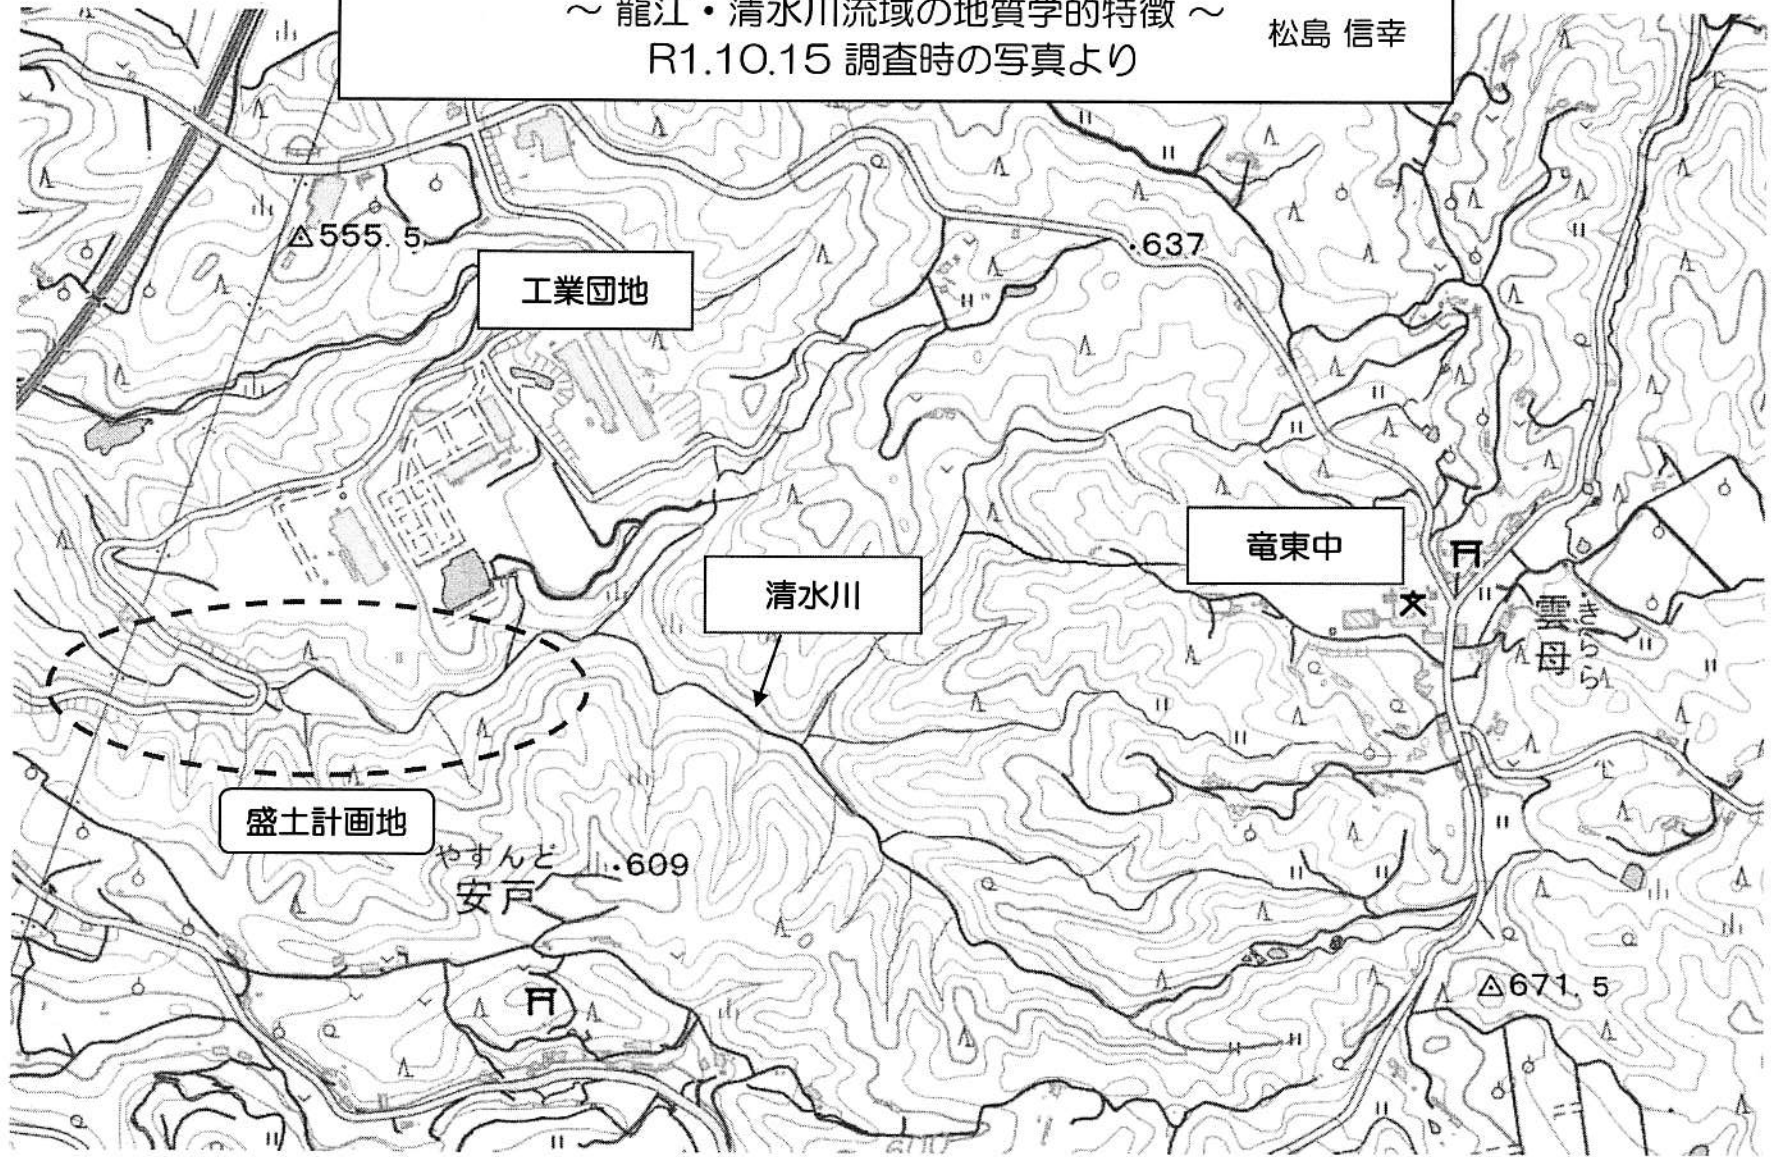 ～ 龍江・清水川流域の地質学的特徴 ～
松島 信幸
R1.10.15 調査時の写真より
555.5
工業団地
637
竜東中
清水川
雲母
きらら
盛土計画地
やすんど
安戸
609
671.5